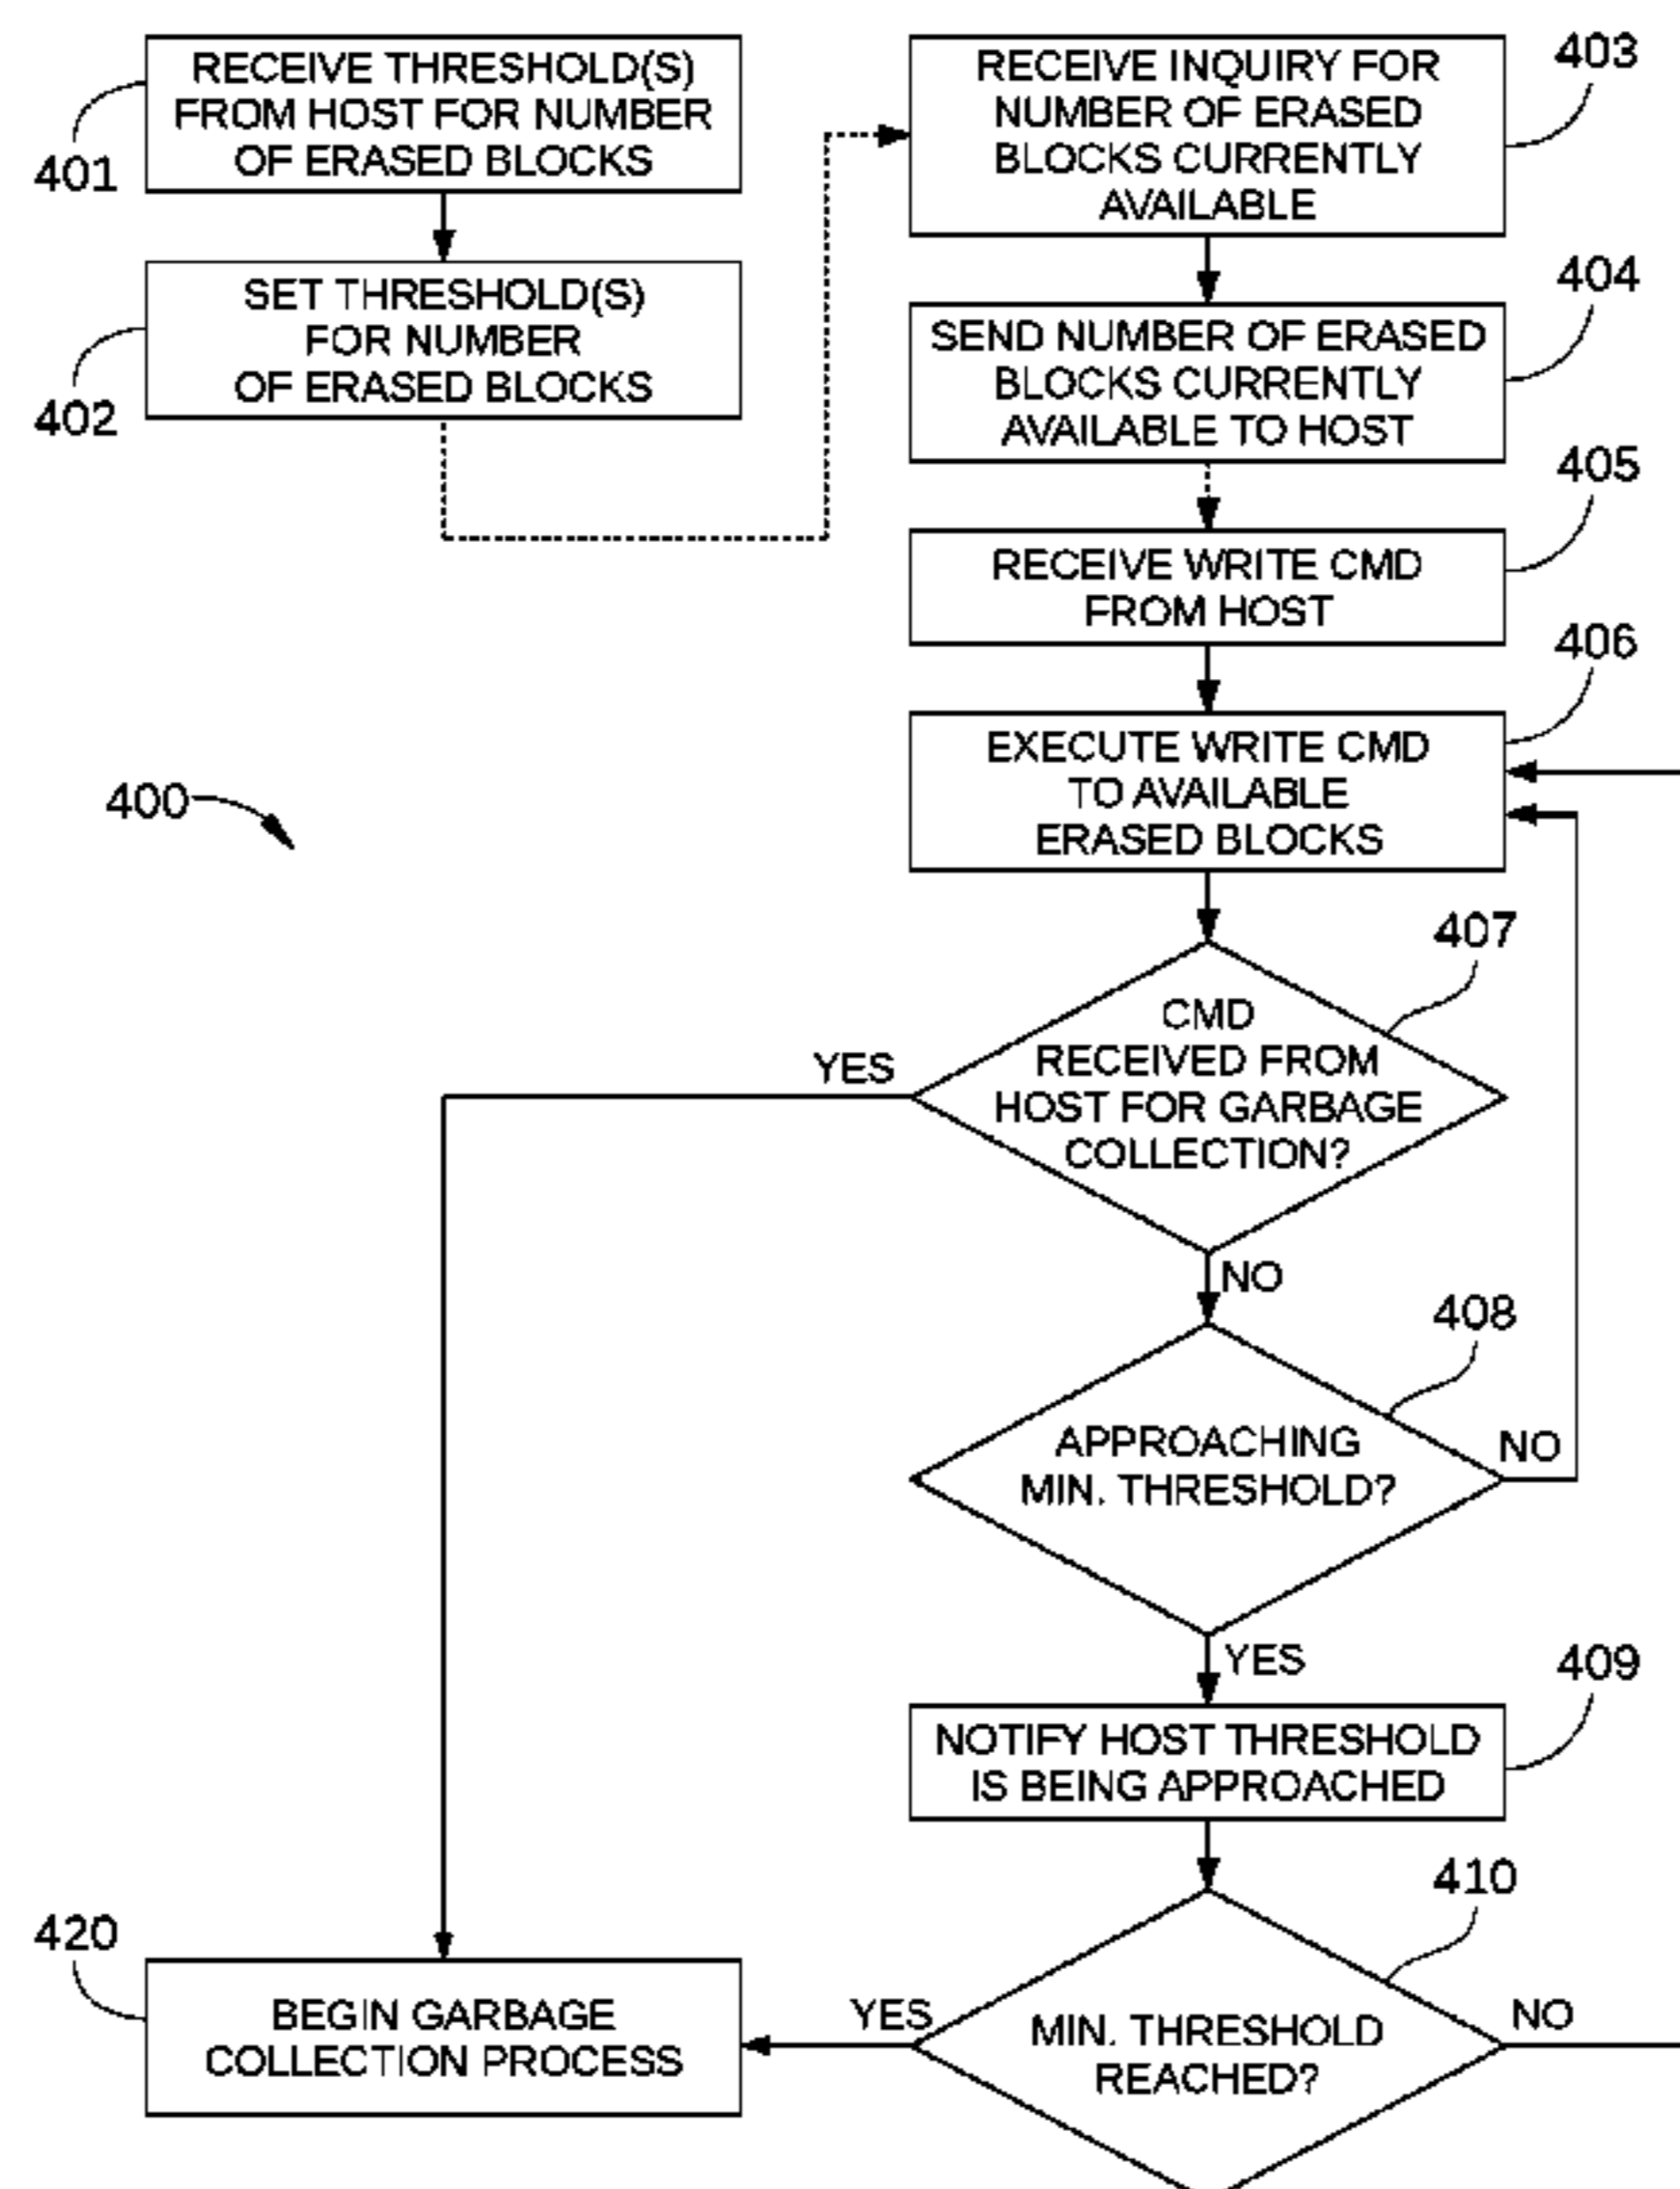 RECEIVE THRESHOLD(S)
FROM HOST FOR NUMBER
OF ERASED BLOCKS
401
SET THRESHOLD(S)
FOR NUMBER
OF ERASED BLOCKS
402
RECEIVE INQUIRY FOR
NUMBER OF ERASED
BLOCKS CURRENTLY
AVAILABLE
403
SEND NUMBER OF ERASED
BLOCKS CURRENTLY
AVAILABLE TO HOST
404
RECEIVE WRITE CMD
FROM HOST
405
EXECUTE WRITE CMD
TO AVAILABLE
ERASED BLOCKS
406
400
CMD
RECEIVED FROM
HOST FOR GARBAGE
COLLECTION?
407
YES
NO
APPROACHING
MIN. THRESHOLD?
408
NO
YES
NOTIFY HOST THRESHOLD
IS BEING APPROACHED
409
MIN. THRESHOLD
REACHED?
410
YES
NO
BEGIN GARBAGE
COLLECTION PROCESS
420